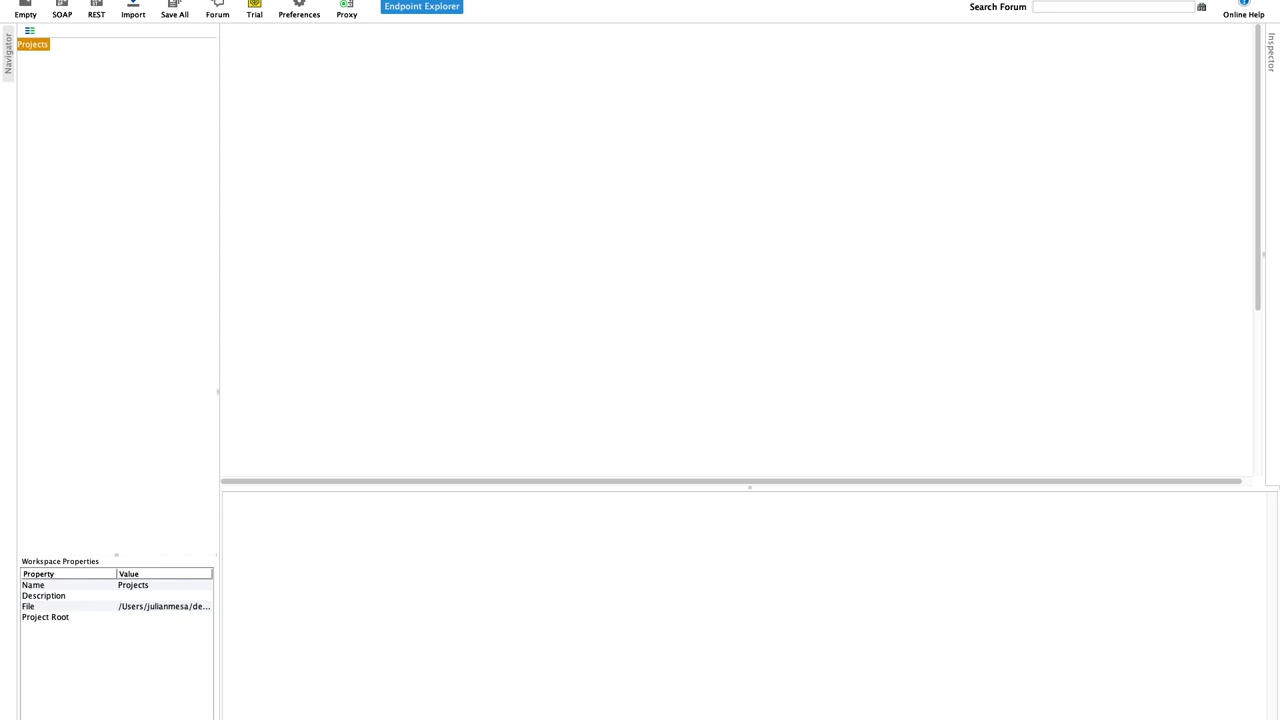 Empty SOAP REST Import Save All Forum Trial Preferences Proxy Endpoint Explorer Search Forum Online Help
Navigator
Projects
Inspector
Workspace Properties
Property Value
Name Projects
Description
File /Users/julianmesa/de...
Project Root